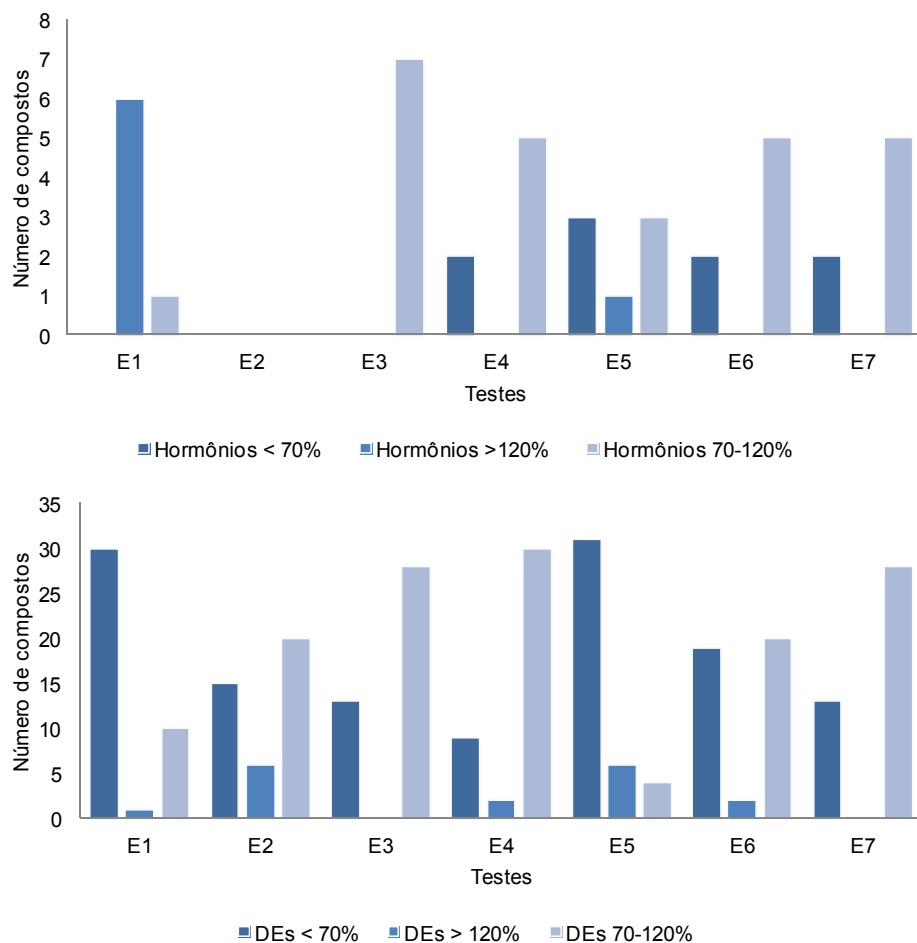 8
7
6
5
4
3
2
1
0
Número de compostos
E1 E2 E3 E4 E5 E6 E7
Testes
Hormônios < 70% Hormônios >120% Hormônios 70-120%
35
30
25
20
15
10
5
0
Número de compostos
E1 E2 E3 E4 E5 E6 E7
Testes
DEs < 70% DEs > 120% DEs 70-120%